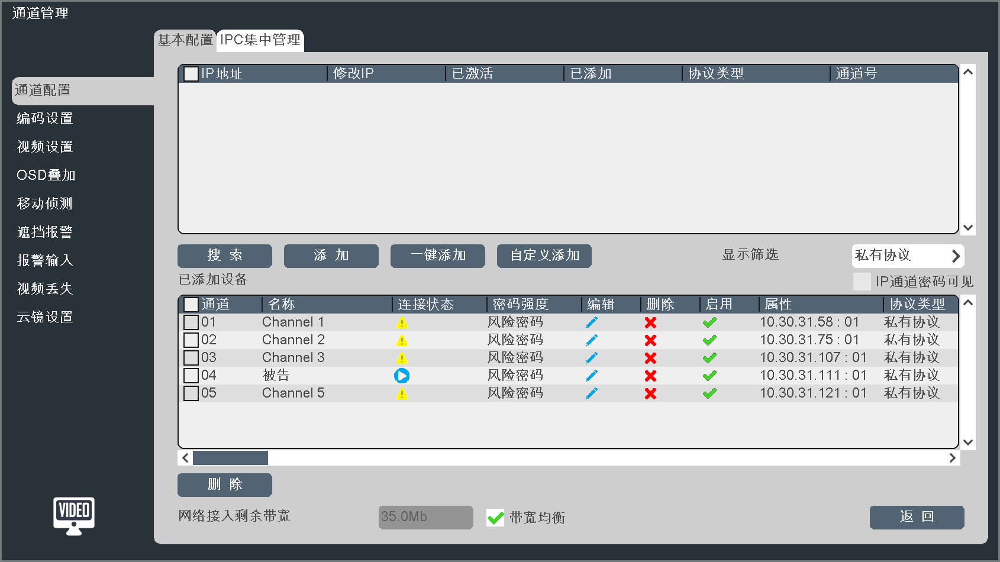 通道管理
基本配置 IPC集中管理
IP地址 修改IP 已激活 已添加 协议类型 通道号
通道配置
编码设置
视频设置
OSD叠加
移动侦测
遮挡报警
报警输入
视频丢失
云镜设置
搜 索 添 加 一键添加 自定义添加 显示筛选 私有协议
已添加设备 IP通道密码可见
通道 名称 连接状态 密码强度 编辑 删除 启用 属性 协议类型
01 Channel 1 风险密码 10.30.31.58 : 01 私有协议
02 Channel 2 风险密码 10.30.31.75 : 01 私有协议
03 Channel 3 风险密码 10.30.31.107 : 01 私有协议
04 被告 风险密码 10.30.31.111 : 01 私有协议
05 Channel 5 风险密码 10.30.31.121 : 01 私有协议
删 除
网络接入剩余带宽 35.0Mb 带宽均衡 返 回
VIDEO